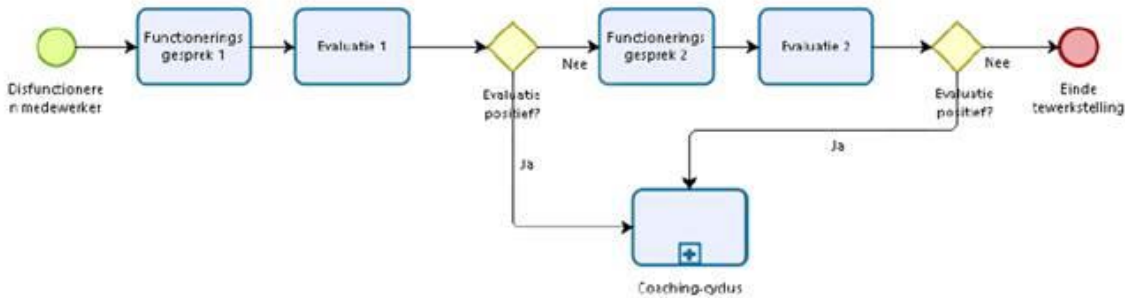 Disfunctionere
n medewerker
Functionerings
gesprek 1
Evaluatie 1
Evaluatie
positief?
Nee
Ja
Functionerings
gesprek 2
Evaluatie 2
Evaluatie
positief?
Nee
Ja
Einde
tewerkstelling
Coaching-cyclus